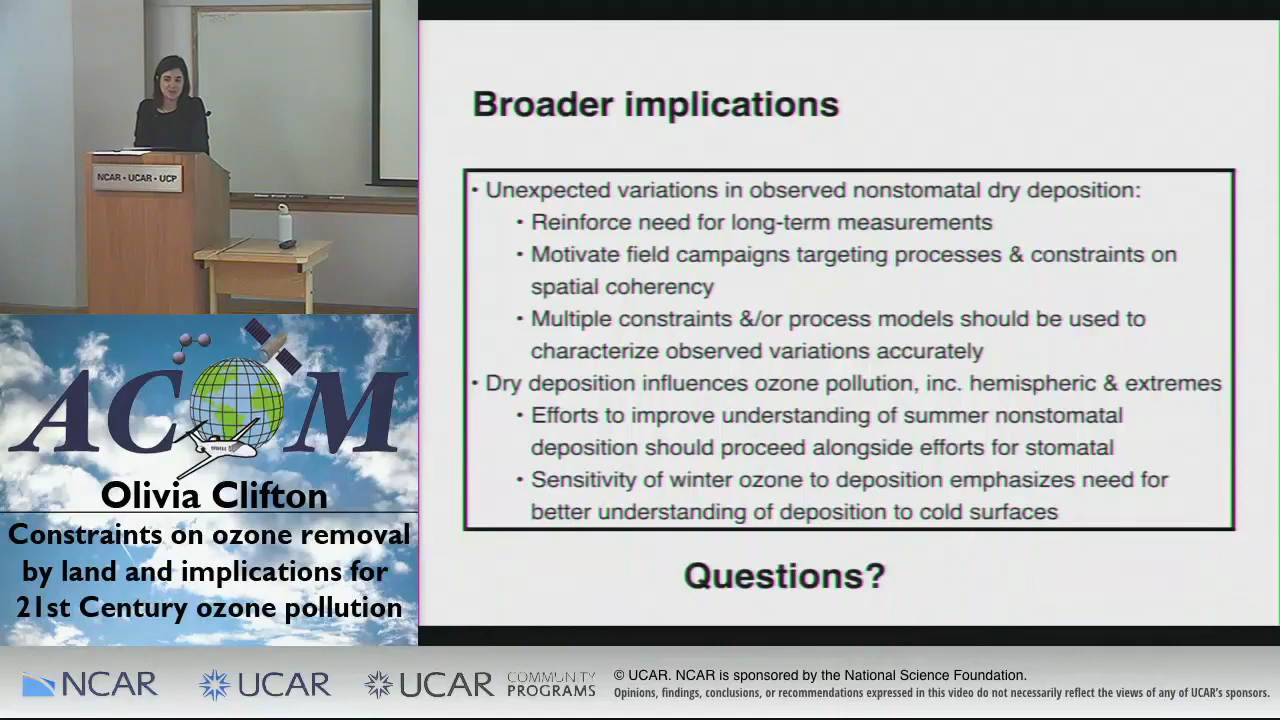 NCAR • UCAR • UCP
ACOM
Olivia Clifton
Constraints on ozone removal
by land and implications for
21st Century ozone pollution
Broader implications
• Unexpected variations in observed nonstomatal dry deposition:
• Reinforce need for long-term measurements
• Motivate field campaigns targeting processes & constraints on
spatial coherency
• Multiple constraints &/or process models should be used to
characterize observed variations accurately
• Dry deposition influences ozone pollution, inc. hemispheric & extremes
• Efforts to improve understanding of summer nonstomatal
deposition should proceed alongside efforts for stomatal
• Sensitivity of winter ozone to deposition emphasizes need for
better understanding of deposition to cold surfaces
Questions?
NCAR
UCAR
UCAR
COMMUNITY
PROGRAMS
© UCAR. NCAR is sponsored by the National Science Foundation.
Opinions, findings, conclusions, or recommendations expressed in this video do not necessarily reflect the views of any of UCAR's sponsors.